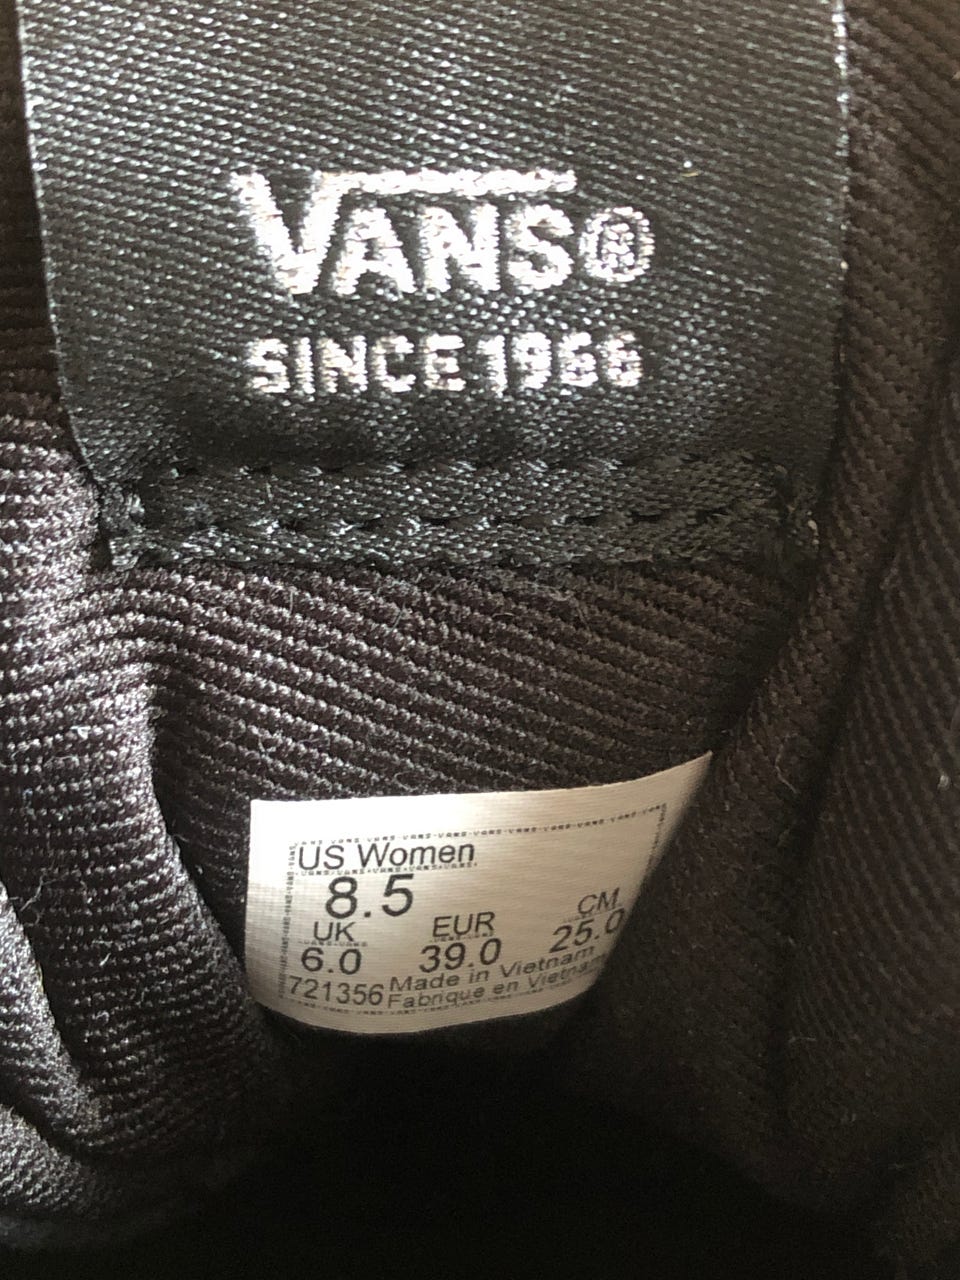 VANS®
SINCE 1966
US Women
8.5
UK EUR CM
6.0 39.0 25.0
721356 Made in Vietnam
Fabrique en Vietnam